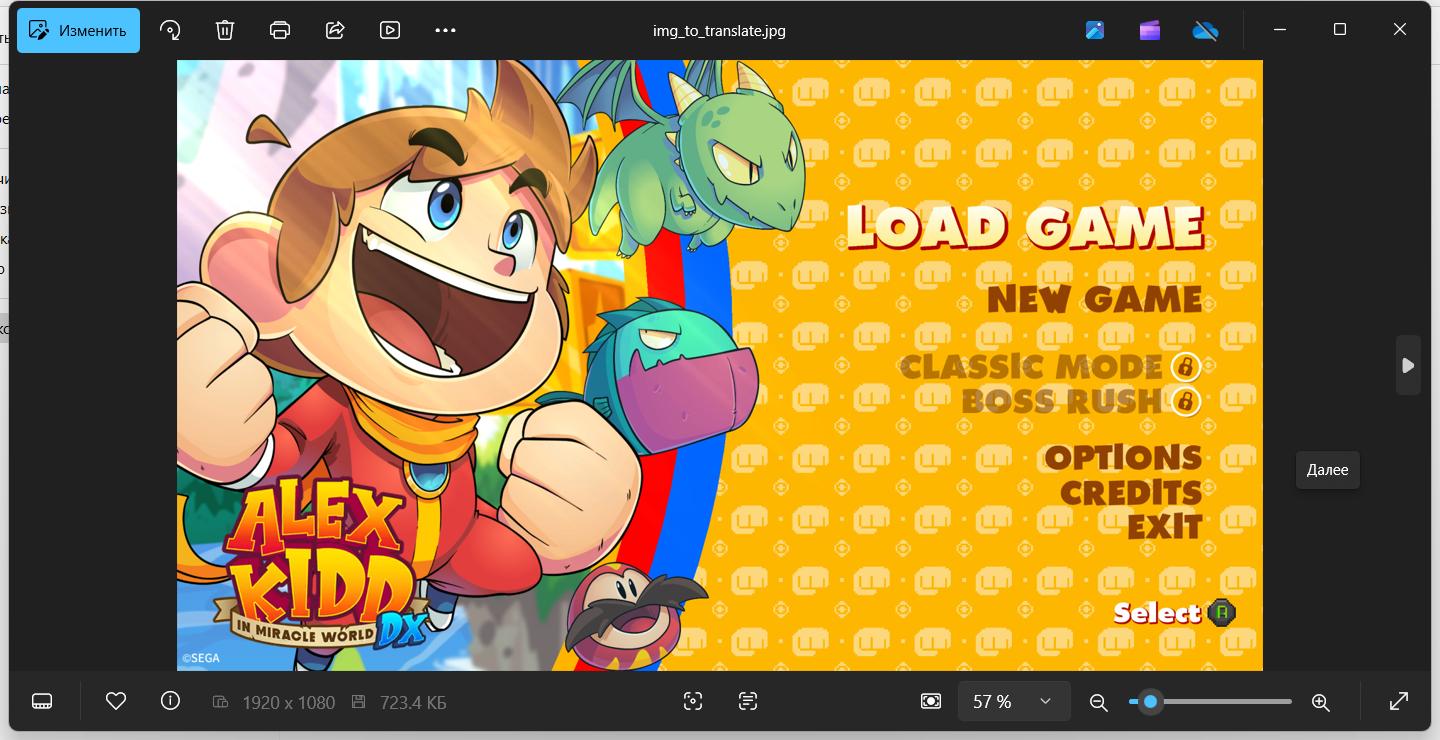 Изменить
img_to_translate.jpg
LOAD GAME
NEW GAME
CLASSIC MODE
BOSS RUSH
OPTIONS
CREDITS
EXIT
Далее
ALEX
KIDD
IN MIRACLE WORLD DX
Select A
©SEGA
1920 x 1080
723.4 КБ
57 %